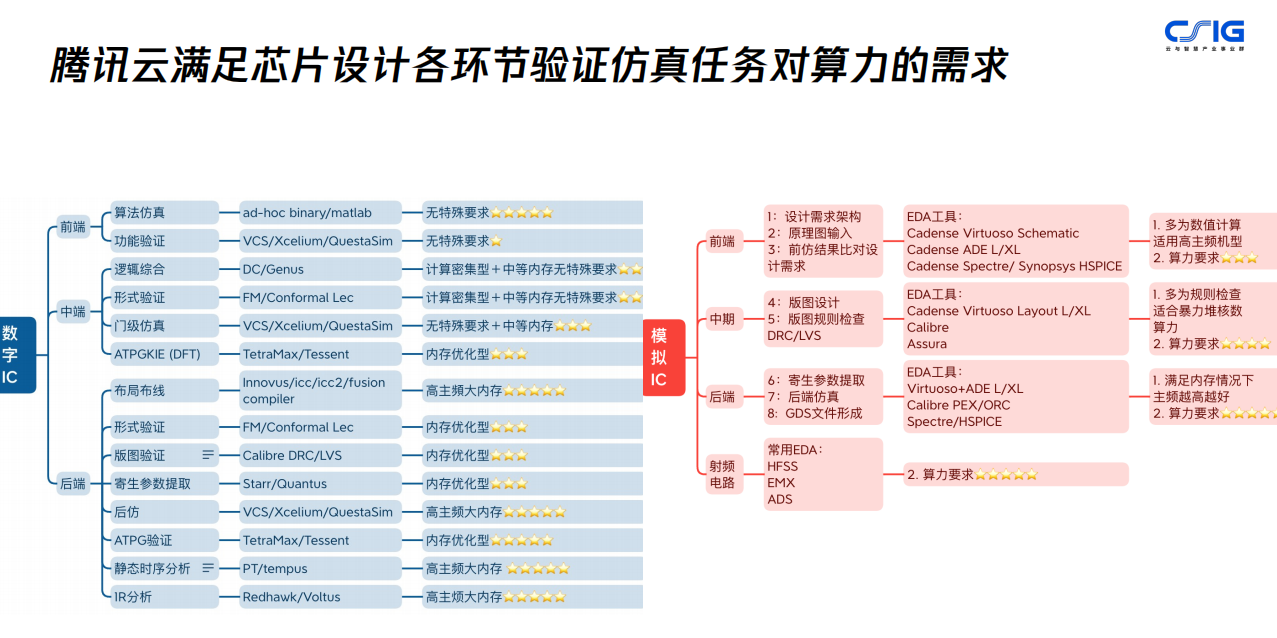 CSIG
云与智慧产业事业群
腾讯云满足芯片设计各环节验证仿真任务对算力的需求
数
字
IC
前端
算法仿真
ad-hoc binary/matlab
无特殊要求⭐⭐⭐⭐⭐
功能验证
VCS/Xcelium/QuestaSim
无特殊要求⭐
中端
逻辑综合
DC/Genus
计算密集型＋中等内存无特殊要求⭐⭐
形式验证
FM/Conformal Lec
计算密集型＋中等内存无特殊要求⭐⭐
门级仿真
VCS/Xcelium/QuestaSim
无特殊要求＋中等内存⭐⭐⭐
ATPGKIE (DFT)
TetraMax/Tessent
内存优化型⭐⭐⭐
后端
布局布线
Innovus/icc/icc2/fusion
compiler
高主頻大内存⭐⭐⭐⭐⭐
形式验证
FM/Conformal Lec
内存优化型⭐⭐⭐
版图验证
Calibre DRC/LVS
内存优化型⭐⭐⭐
寄生参数提取
Starr/Quantus
内存优化型⭐⭐⭐
后仿
VCS/Xcelium/QuestaSim
高主频大内存⭐⭐⭐⭐⭐
ATPG验证
TetraMax/Tessent
内存优化型⭐⭐⭐⭐⭐
静态时序分析
PT/tempus
高主频大内存 ⭐⭐⭐⭐⭐
IR分析
Redhawk/Voltus
高主烦大内存⭐⭐⭐⭐⭐
模
拟
IC
前端
1：设计需求架构
2：原理图输入
3：前仿结果比对设
计需求
EDA工具：
Cadense Virtuoso Schematic
Cadense ADE L/XL
Cadense Spectre/ Synopsys HSPICE
1. 多为数值计算
适用高主频机型
2. 算力要求⭐⭐⭐
中期
4：版图设计
5：版图规则检查
DRC/LVS
EDA工具：
Cadense Virtuoso Layout L/XL
Calibre
Assura
1. 多为规则检查
适合暴力堆核数
算力
2. 算力要求⭐⭐⭐⭐
后端
6：寄生参数提取
7：后端仿真
8: GDS文件形成
EDA工具：
Virtuoso+ADE L/XL
Calibre PEX/ORC
Spectre/HSPICE
1. 满足内存情况下
主频越高越好
2. 算力要求⭐⭐⭐⭐⭐
射频
电路
常用EDA：
HFSS
EMX
ADS
2. 算力要求⭐⭐⭐⭐⭐